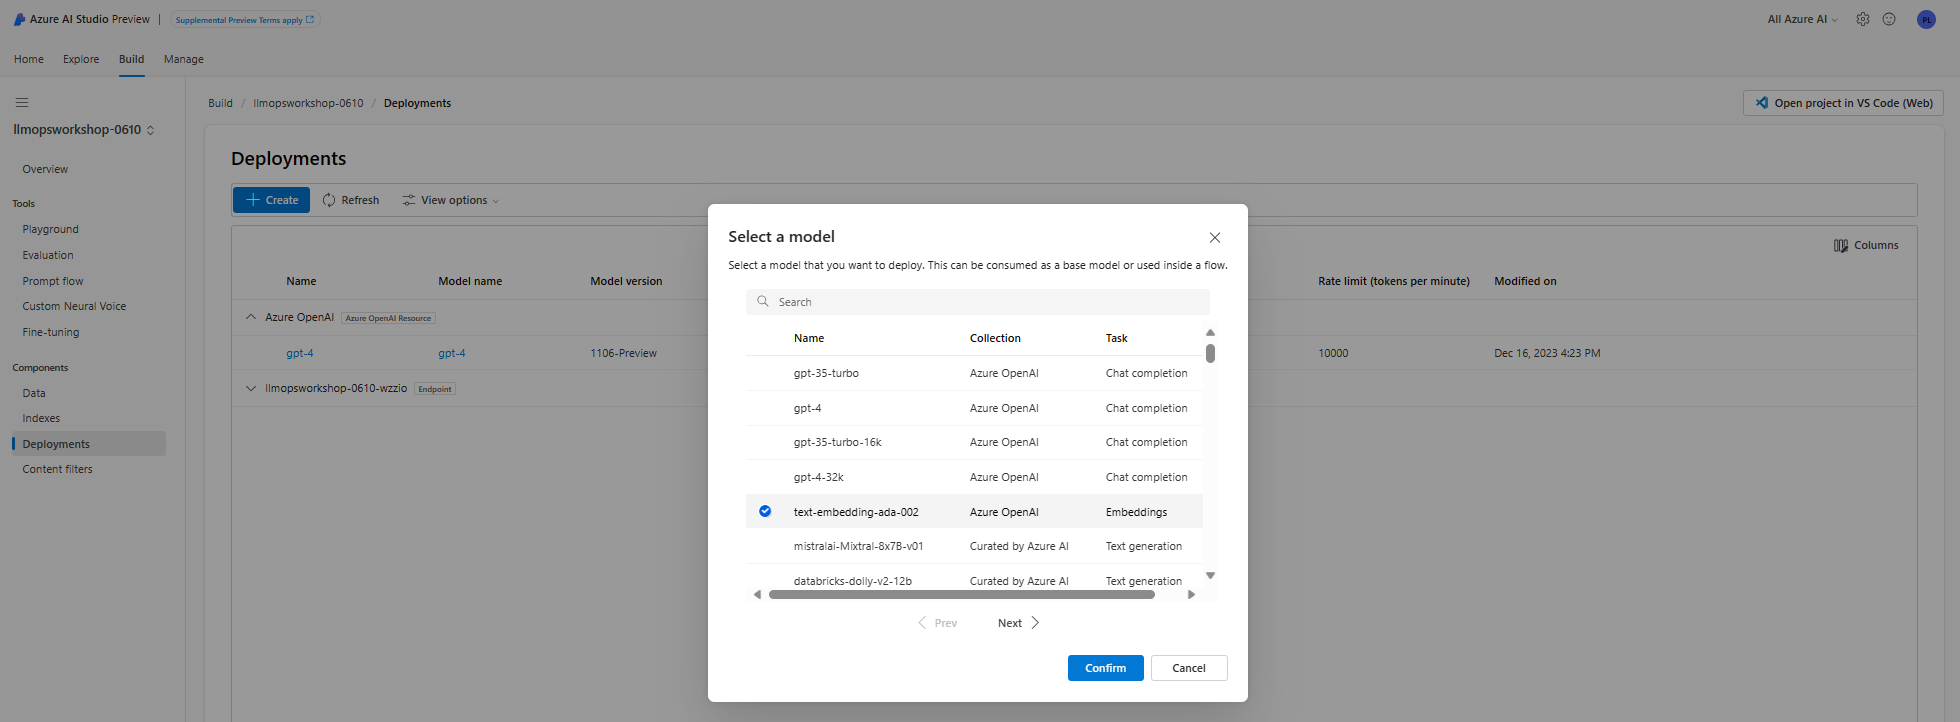 Azure AI Studio Preview | Supplemental Preview Terms apply
All Azure AI
PL
Home Explore Build Manage
Build / llmopsworkshop-0610 / Deployments
Open project in VS Code (Web)
llmopsworkshop-0610
Overview
Tools
Playground
Evaluation
Prompt flow
Custom Neural Voice
Fine-tuning
Components
Data
Indexes
Deployments
Content filters
Deployments
Create Refresh View options
Columns
Name Model name Model version Rate limit (tokens per minute) Modified on
Azure OpenAI Azure OpenAI Resource
gpt-4 gpt-4 1106-Preview 10000 Dec 16, 2023 4:23 PM
llmopsworkshop-0610-wzzio Endpoint
Select a model
Select a model that you want to deploy. This can be consumed as a base model or used inside a flow.
Search
Name Collection Task
gpt-35-turbo Azure OpenAI Chat completion
gpt-4 Azure OpenAI Chat completion
gpt-35-turbo-16k Azure OpenAI Chat completion
gpt-4-32k Azure OpenAI Chat completion
text-embedding-ada-002 Azure OpenAI Embeddings
mistralai-Mixtral-8x7B-v01 Curated by Azure AI Text generation
databricks-dolly-v2-12b Curated by Azure AI Text generation
Prev Next
Confirm Cancel